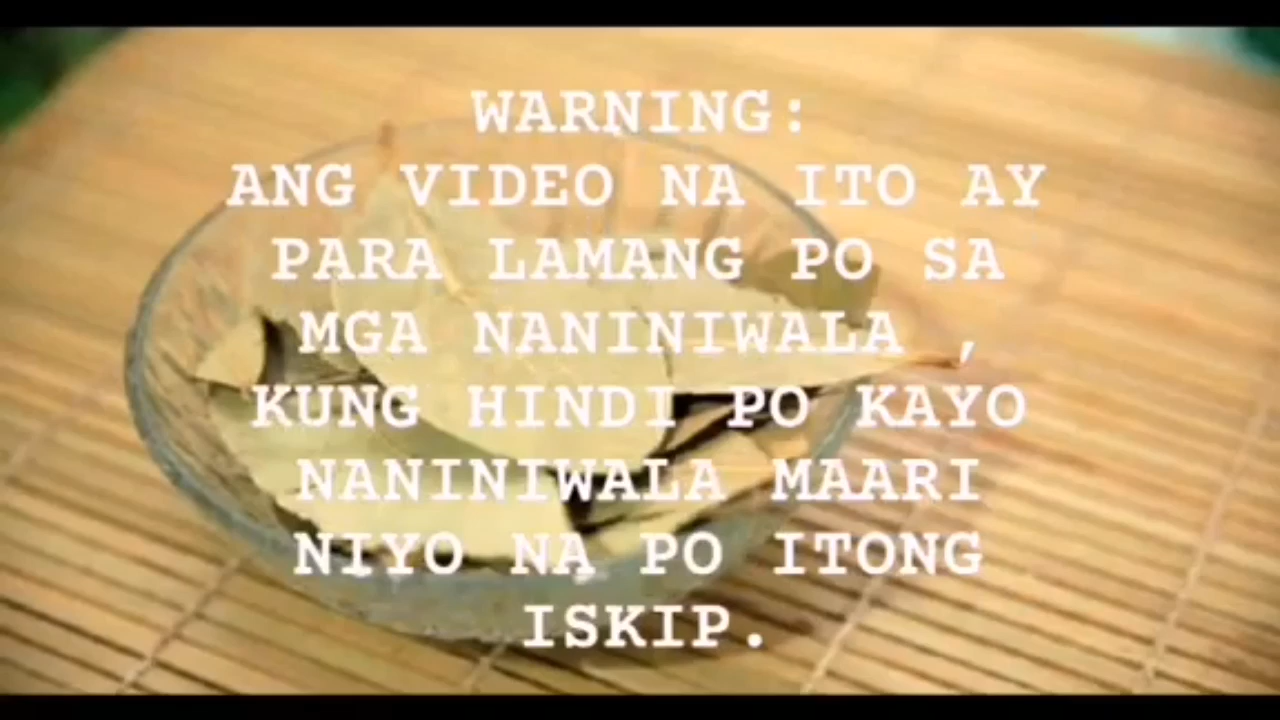 WARNING:
ANG VIDEO NA ITO AY
PARA LAMANG PO SA
MGA NANINIWALA ,
KUNG HINDI PO KAYO
NANINIWALA MAARI
NIYO NA PO ITONG
ISKIP.